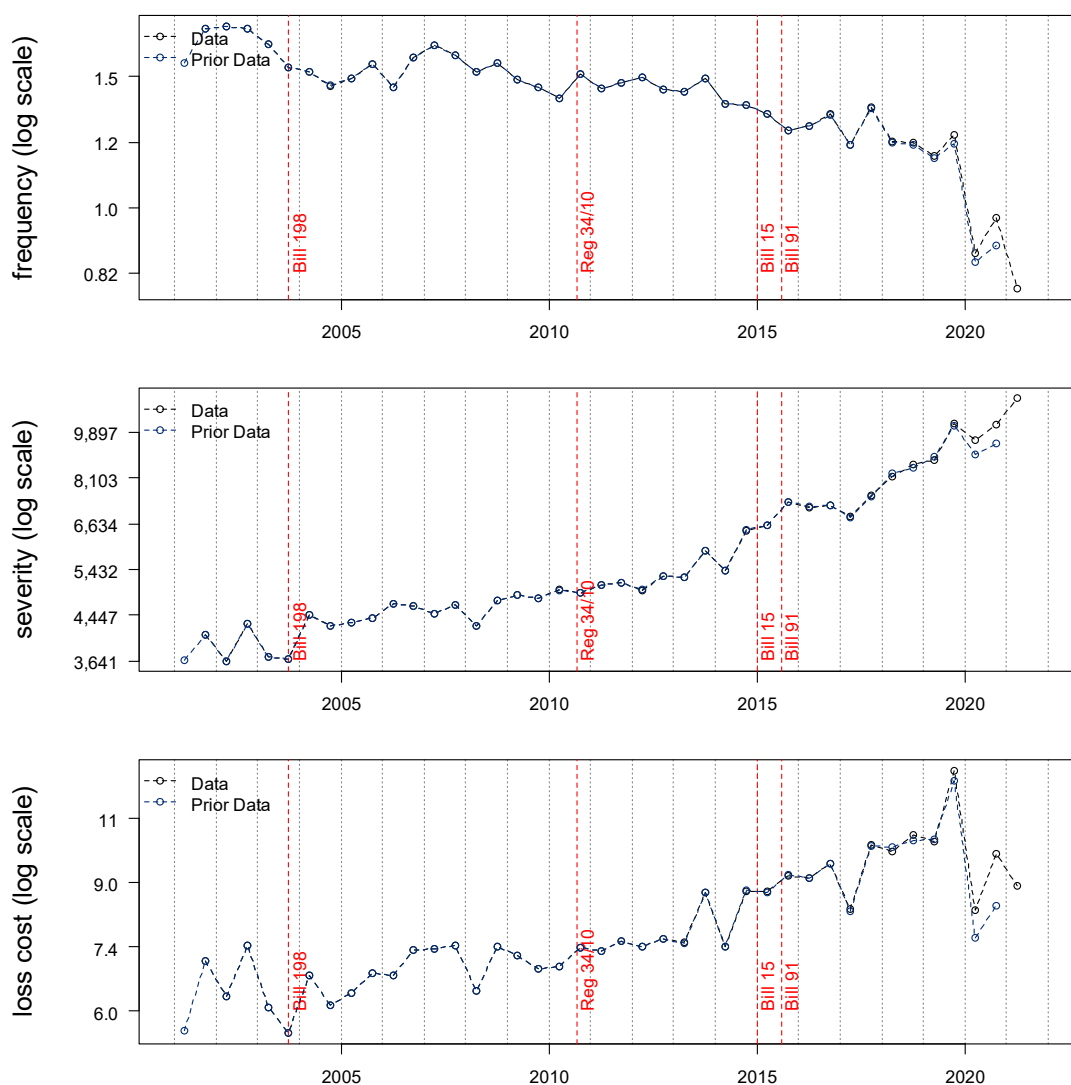 frequency (log scale)
Data
Prior Data
1.5
1.2
1.0
0.82
Bill 198
Reg 34/10
Bill 15
Bill 91
2005
2010
2015
2020
severity (log scale)
Data
Prior Data
9,897
8,103
6,634
5,432
4,447
3,641
Bill 198
Reg 34/10
Bill 15
Bill 91
2005
2010
2015
2020
loss cost (log scale)
Data
Prior Data
11
9.0
7.4
6.0
Bill 198
Reg 34/10
Bill 15
Bill 91
2005
2010
2015
2020